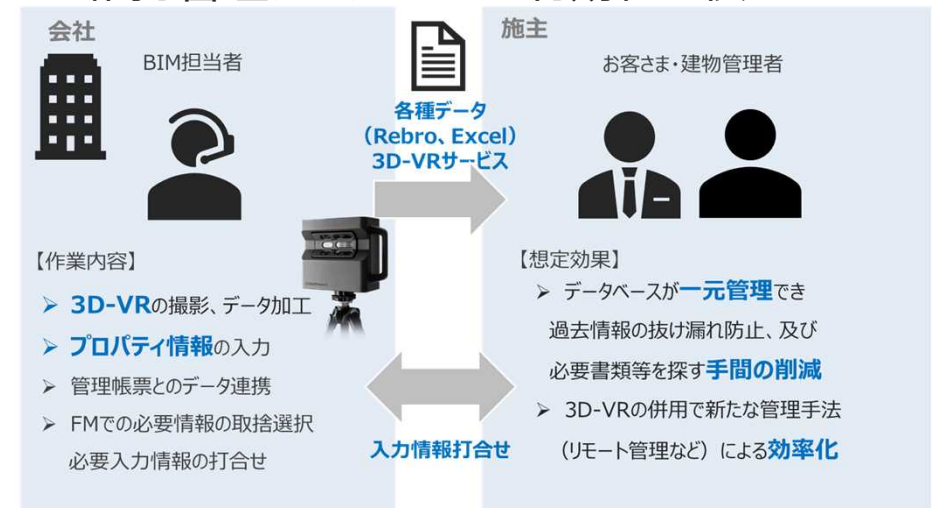 会社
BIM担当者
【作業内容】
➢ 3D-VRの撮影、データ加工
➢ プロパティ情報の入力
➢ 管理帳票とのデータ連携
➢ FMでの必要情報の取捨選択
必要入力情報の打合せ
各種データ
（Rebro、Excel）
3D-VRサービス
入力情報打合せ
施主
お客さま・建物管理者
【想定効果】
➢ データベースが一元管理でき
過去情報の抜け漏れ防止、及び
必要書類等を探す手間の削減
➢ 3D-VRの併用で新たな管理手法
（リモート管理など）による効率化